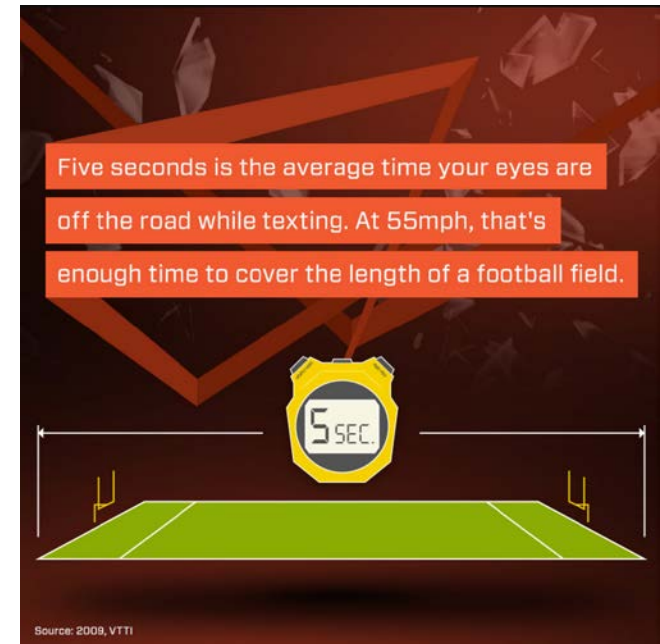 Five seconds is the average time your eyes are
off the road while texting. At 55mph, that's
enough time to cover the length of a football field.
5 SEC.
Source: 2009, VTTI